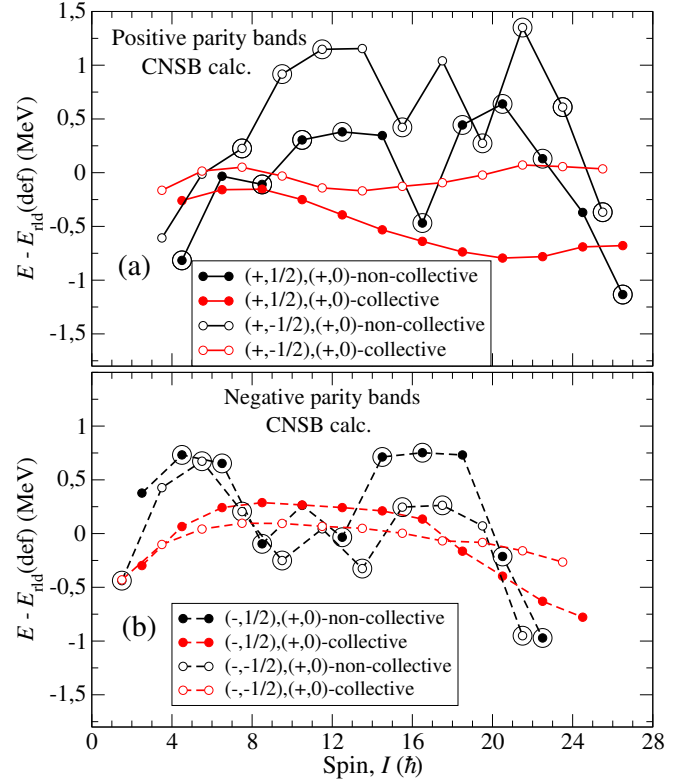 1,5
1
0,5
0
-0,5
-1
-1,5
E - E_rld(def) (MeV)
Positive parity bands
CNSB calc.
(a)
(+,1/2),(+,0)-non-collective
(+,1/2),(+,0)-collective
(+,-1/2),(+,0)-non-collective
(+,-1/2),(+,0)-collective
1
0,5
0
-0,5
-1
-1,5
E - E_rld(def) (MeV)
Negative parity bands
CNSB calc.
(b)
(-,1/2),(+,0)-non-collective
(-,1/2),(+,0)-collective
(-,-1/2),(+,0)-non-collective
(-,-1/2),(+,0)-collective
0 4 8 12 16 20 24 28
Spin, I (ħ)